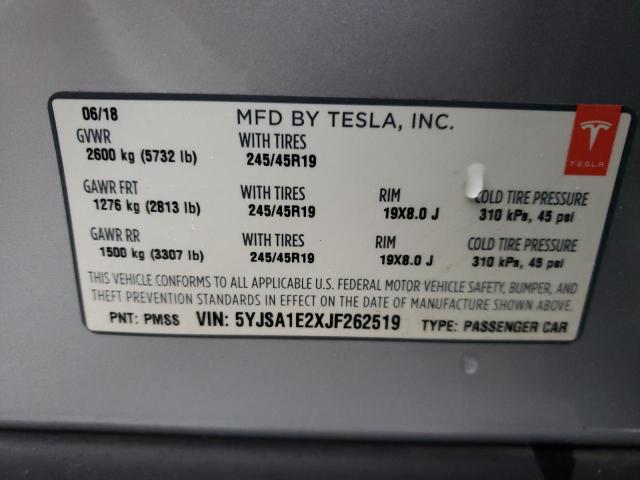 06/18 MFD BY TESLA, INC.
GVWR WITH TIRES
2600 kg (5732 lb) 245/45R19
TESLA
GAWR FRT WITH TIRES RIM COLD TIRE PRESSURE
1276 kg (2813 lb) 245/45R19 19X8.0 J 310 kPs, 45 psi
GAWR RR WITH TIRES RIM COLD TIRE PRESSURE
1500 kg (3307 lb) 245/45R19 19X8.0 J 310 kPs, 45 psi
THIS VEHICLE CONFORMS TO ALL APPLICABLE U.S. FEDERAL MOTOR VEHICLE SAFETY, BUMPER, AND
THEFT PREVENTION STANDARDS IN EFFECT ON THE DATE OF MANUFACTURE SHOWN ABOVE.
PNT: PMSS VIN: 5YJSA1E2XJF262519 TYPE: PASSENGER CAR